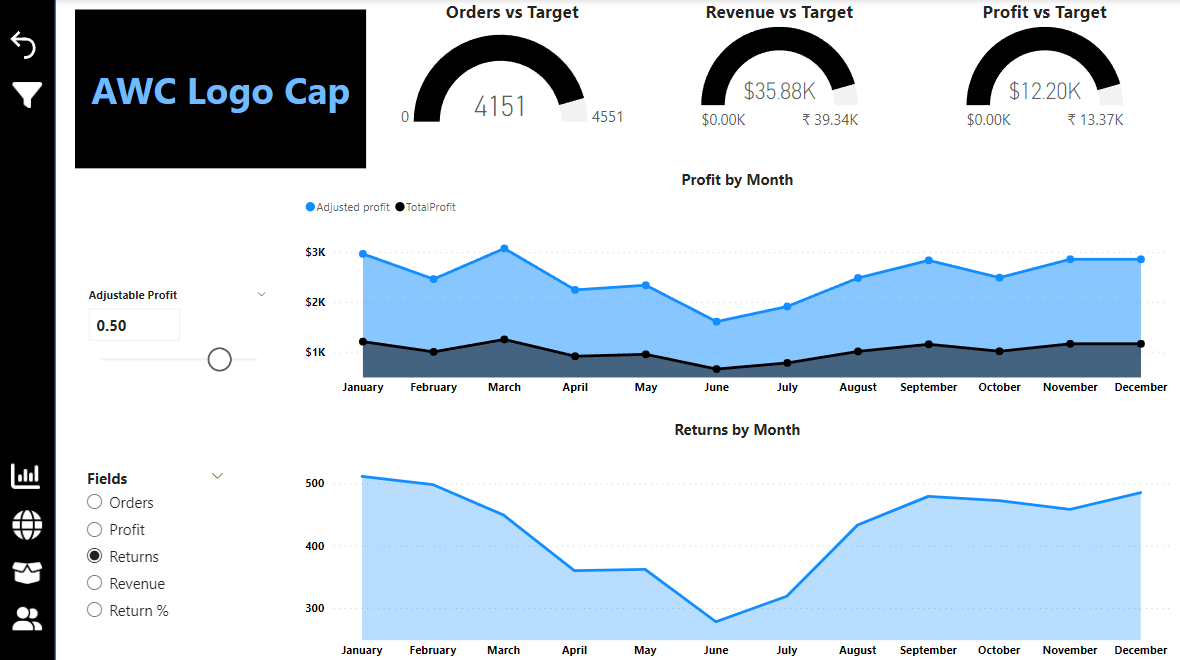 AWC Logo Cap
Orders vs Target
4151
0
4551
Revenue vs Target
$35.88K
$0.00K
₹ 39.34K
Profit vs Target
$12.20K
$0.00K
₹ 13.37K
Profit by Month
Adjusted profit
TotalProfit
$3K
$2K
$1K
January February March April May June July August September October November December
Adjustable Profit
0.50
Returns by Month
500
400
300
January February March April May June July August September October November December
Fields
Orders
Profit
Returns
Revenue
Return %